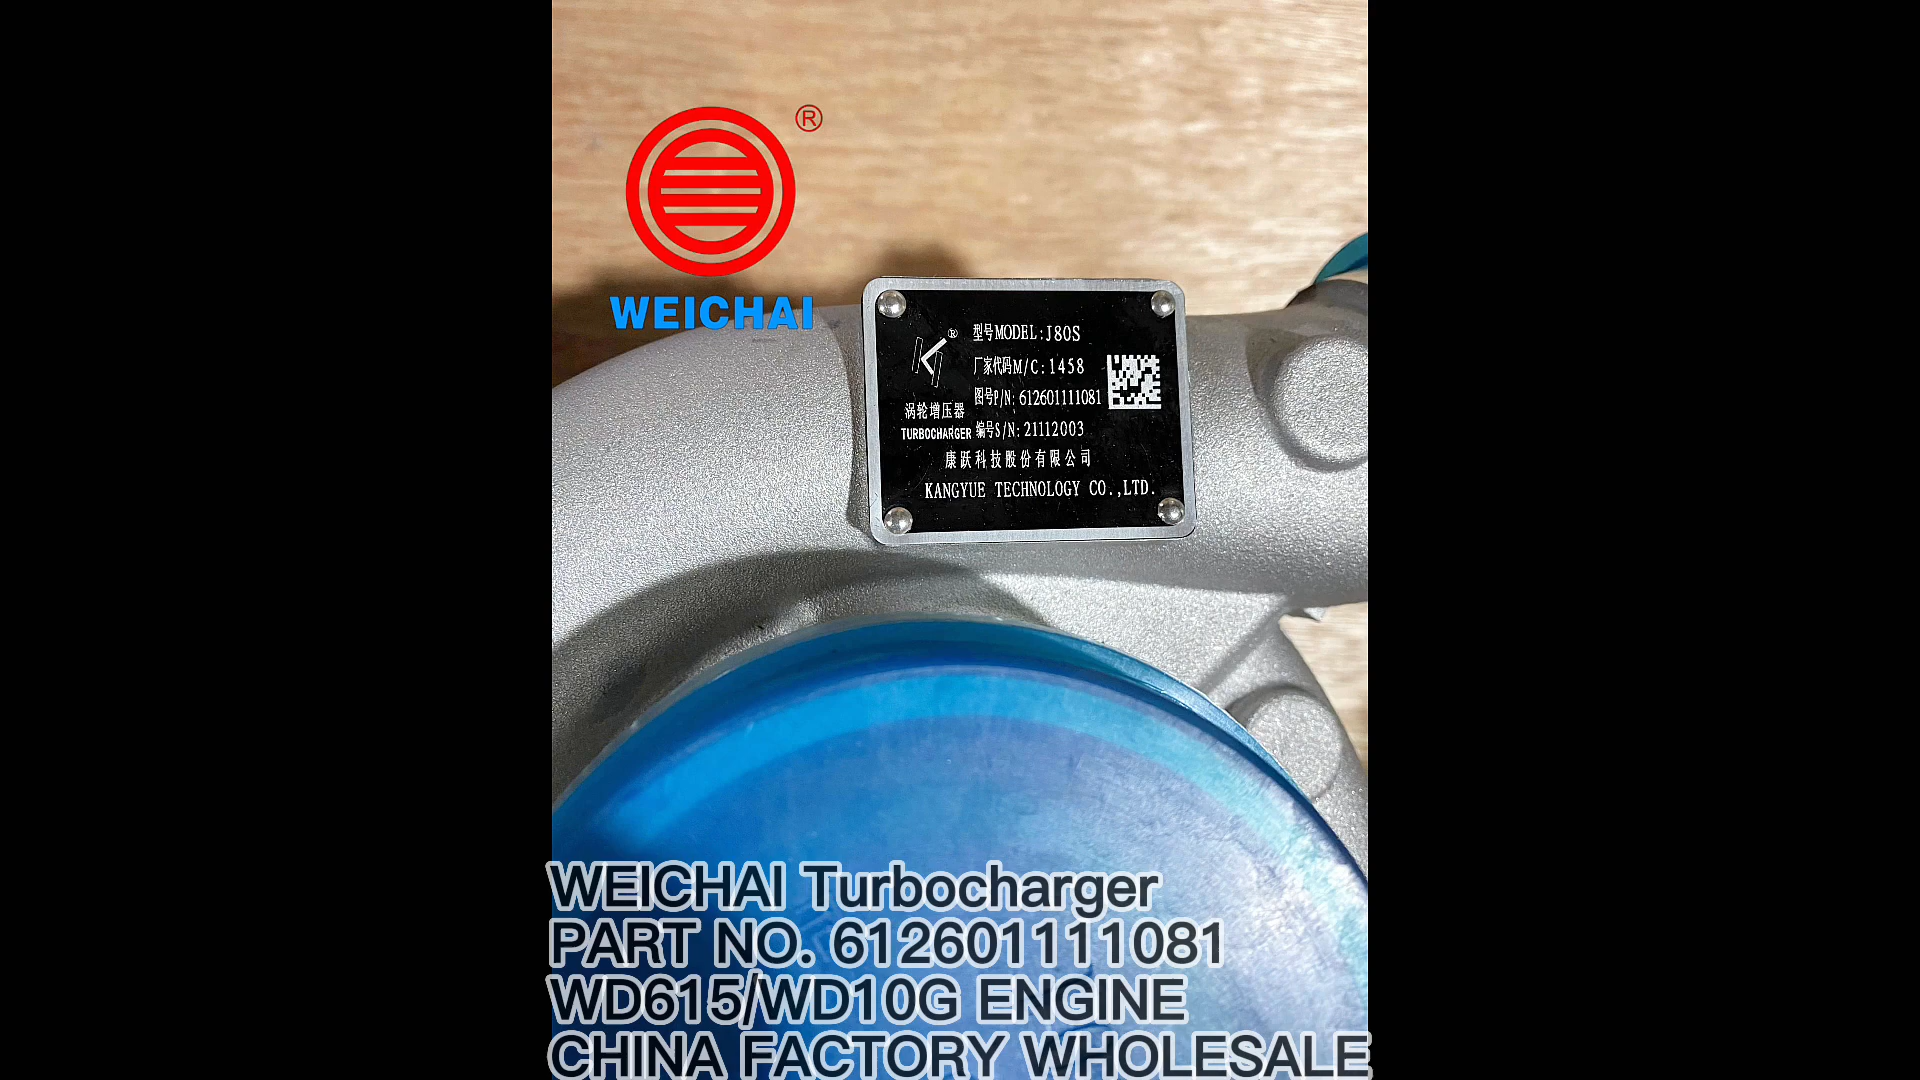 ®
WEICHAI
®
型号MODEL:J80S
厂家代码M/C:1458
图号P/N:612601111081
涡轮增压器
TURBOCHARGER
编号S/N:21112003
康跃科技股份有限公司
KANGYUE TECHNOLOGY CO.,LTD.
WEICHAI Turbocharger
PART NO. 612601111081
WD615/WD10G ENGINE
CHINA FACTORY WHOLESALE